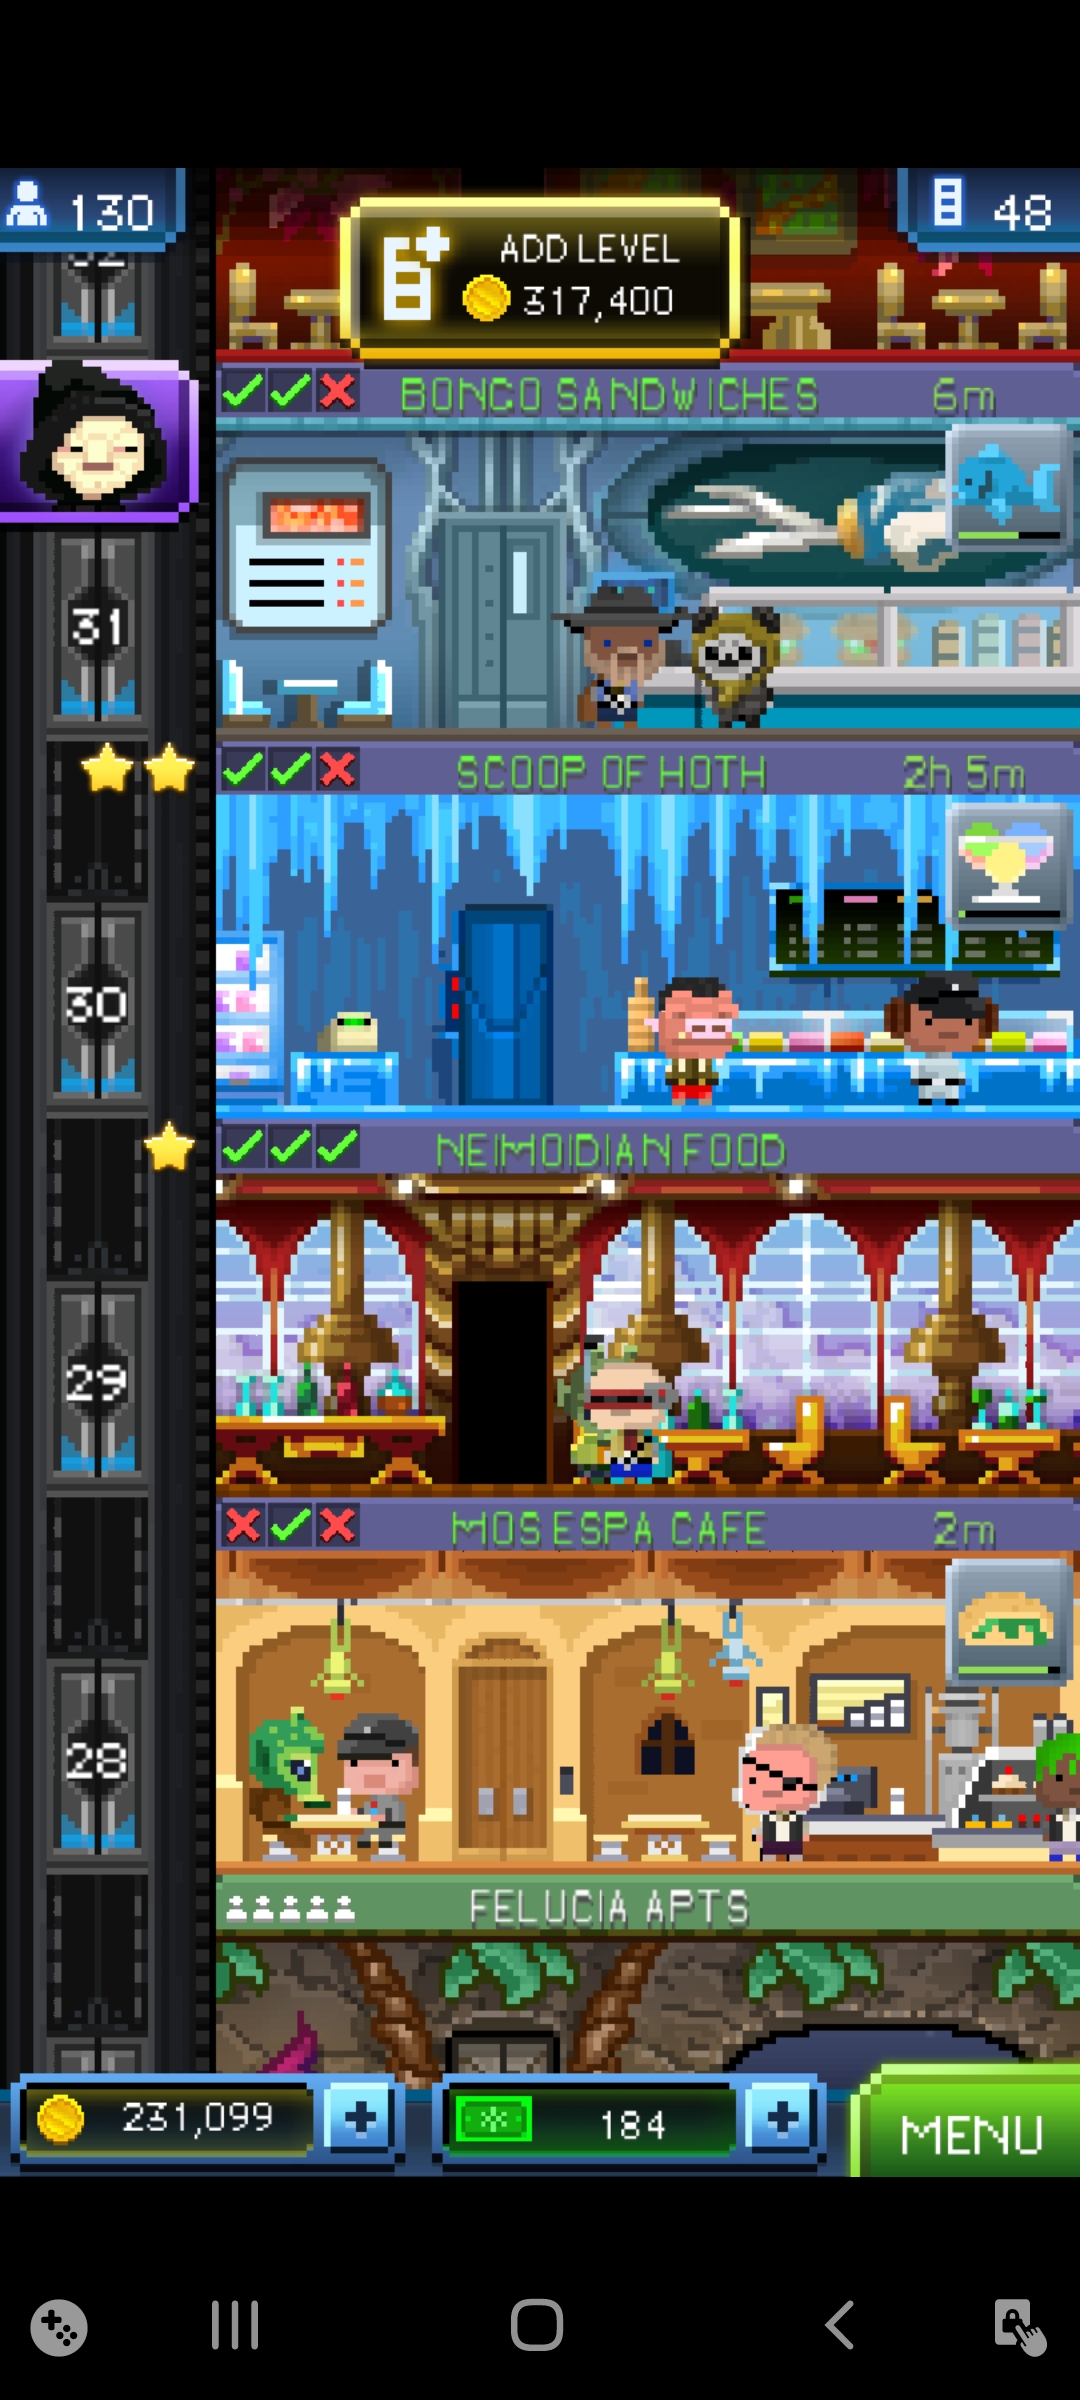 130
48
ADD LEVEL
317,400
BONGO SANDWICHES 6m
31
SCOOP OF HOTH 2h 5m
30
NEIMOIDIAN FOOD
29
MOS ESPA CAFE 2m
28
FELUCIA APTS
231,099
184
MENU